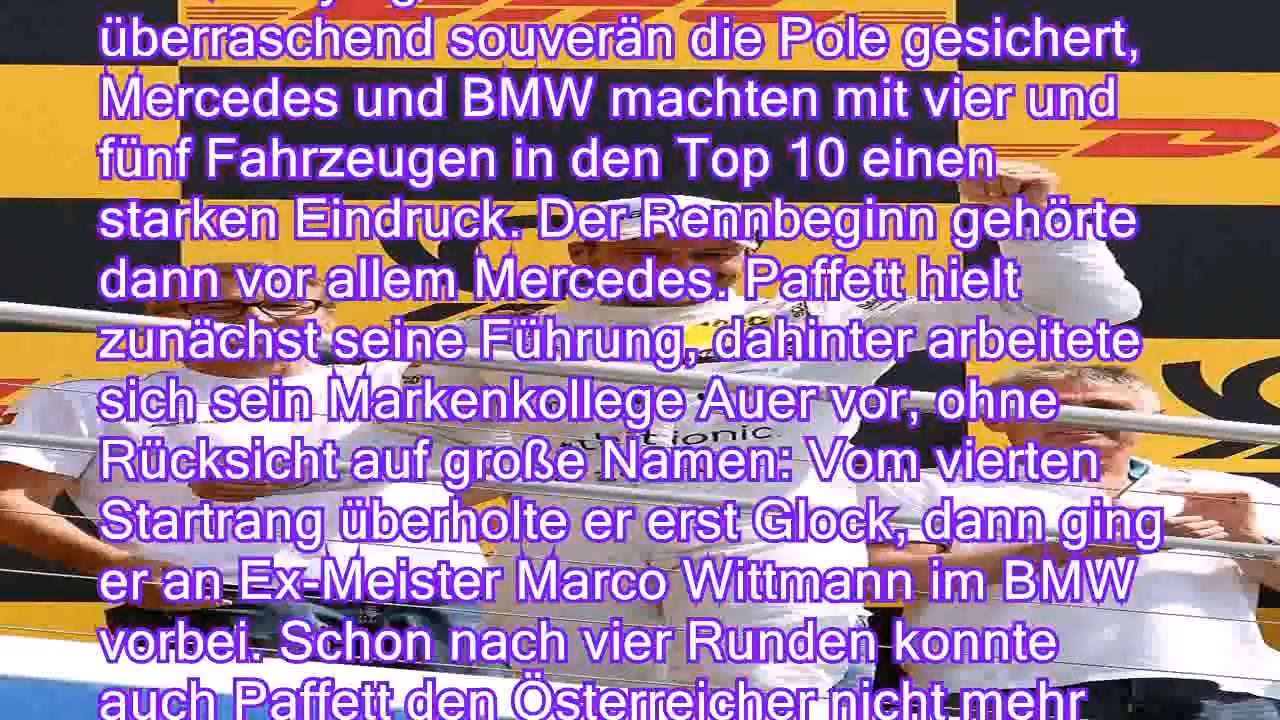 überraschend souverän die Pole gesichert,
Mercedes und BMW machten mit vier und
fünf Fahrzeugen in den Top 10 einen
starken Eindruck. Der Rennbeginn gehörte
dann vor allem Mercedes. Paffett hielt
zunächst seine Führung, dahinter arbeitete
sich sein Markenkollege Auer vor, ohne
Rücksicht auf große Namen: Vom vierten
Startrang überholte er erst Glock, dann ging
er an Ex-Meister Marco Wittmann im BMW
vorbei. Schon nach vier Runden konnte
auch Paffett den Österreicher nicht mehr